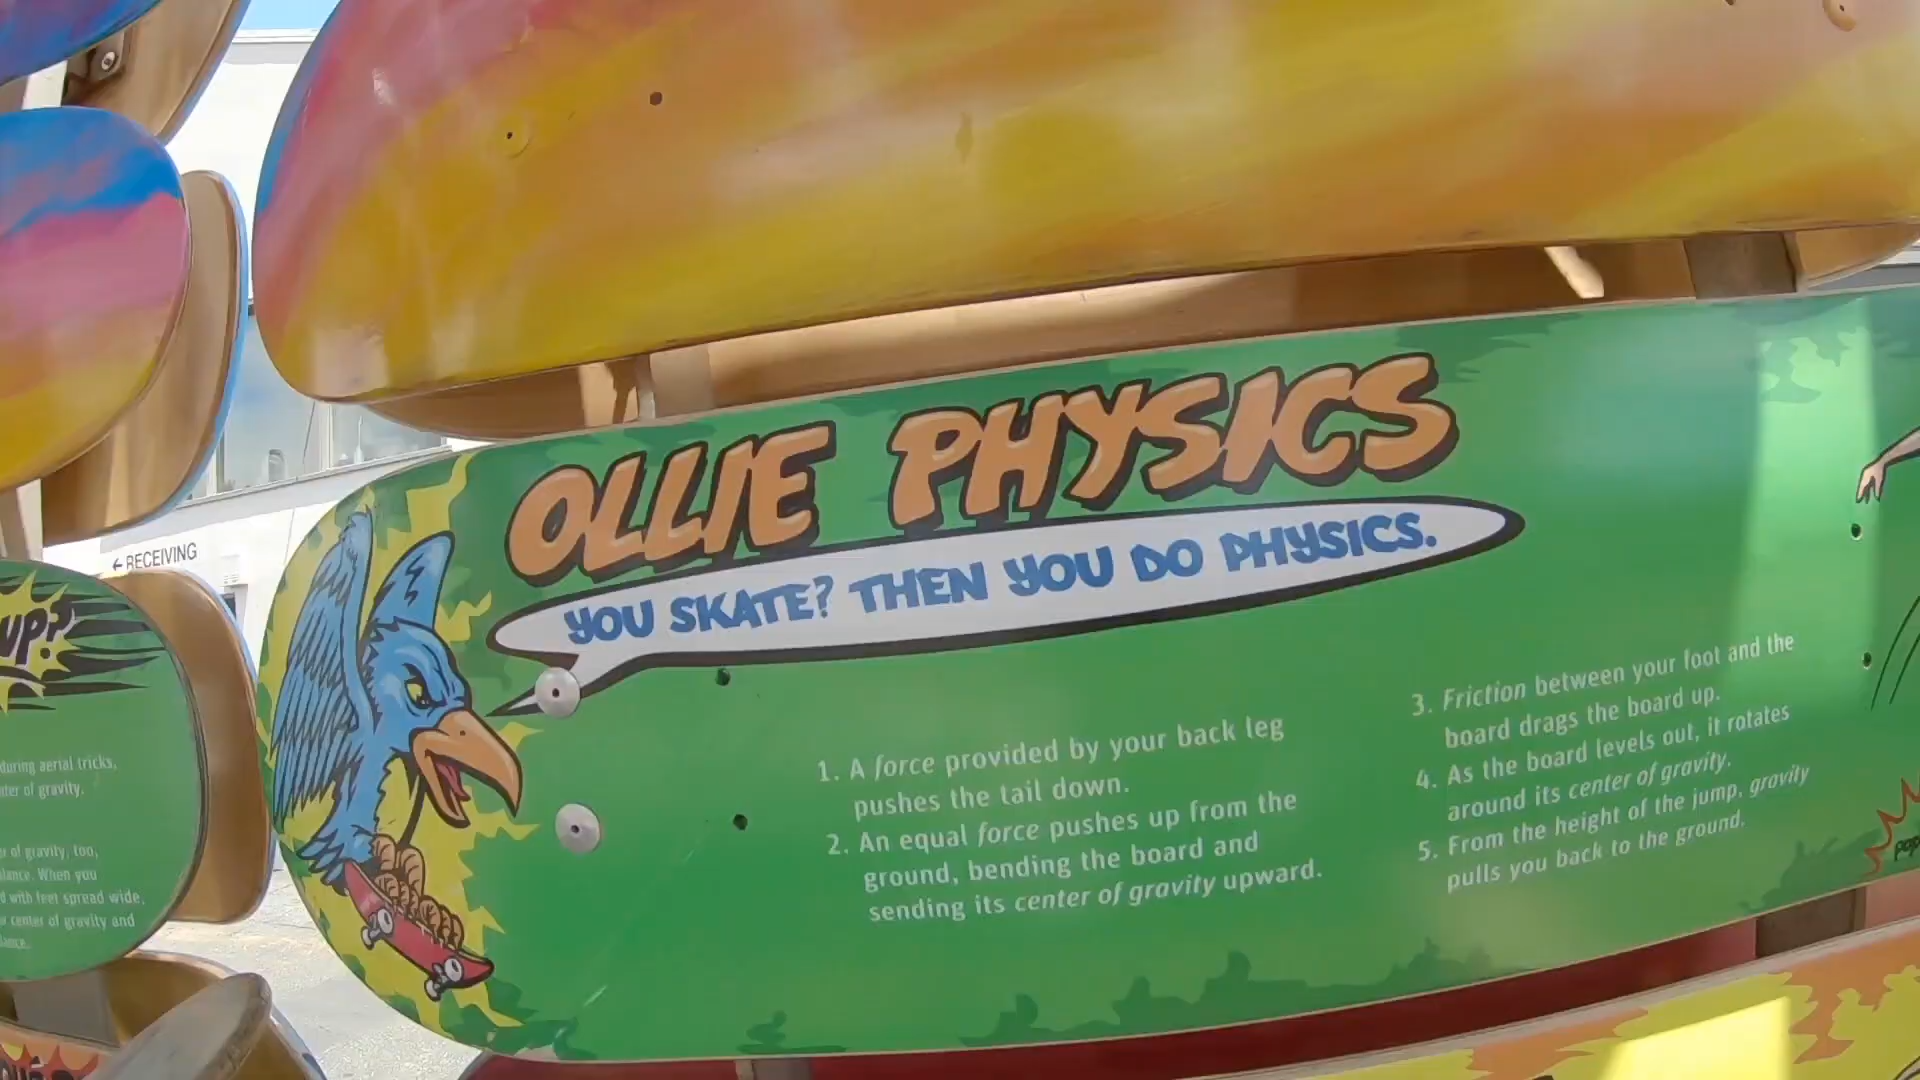 ← RECEIVING
UP?
during aerial tricks,
of gravity.
of gravity, too,
When you
with feet spread wide,
center of gravity and
OLLIE PHYSICS
YOU SKATE? THEN YOU DO PHYSICS.
1. A force provided by your back leg
pushes the tail down.
2. An equal force pushes up from the
ground, bending the board and
sending its center of gravity upward.
3. Friction between your foot and the
board drags the board up.
4. As the board levels out, it rotates
around its center of gravity.
5. From the height of the jump, gravity
pulls you back to the ground.